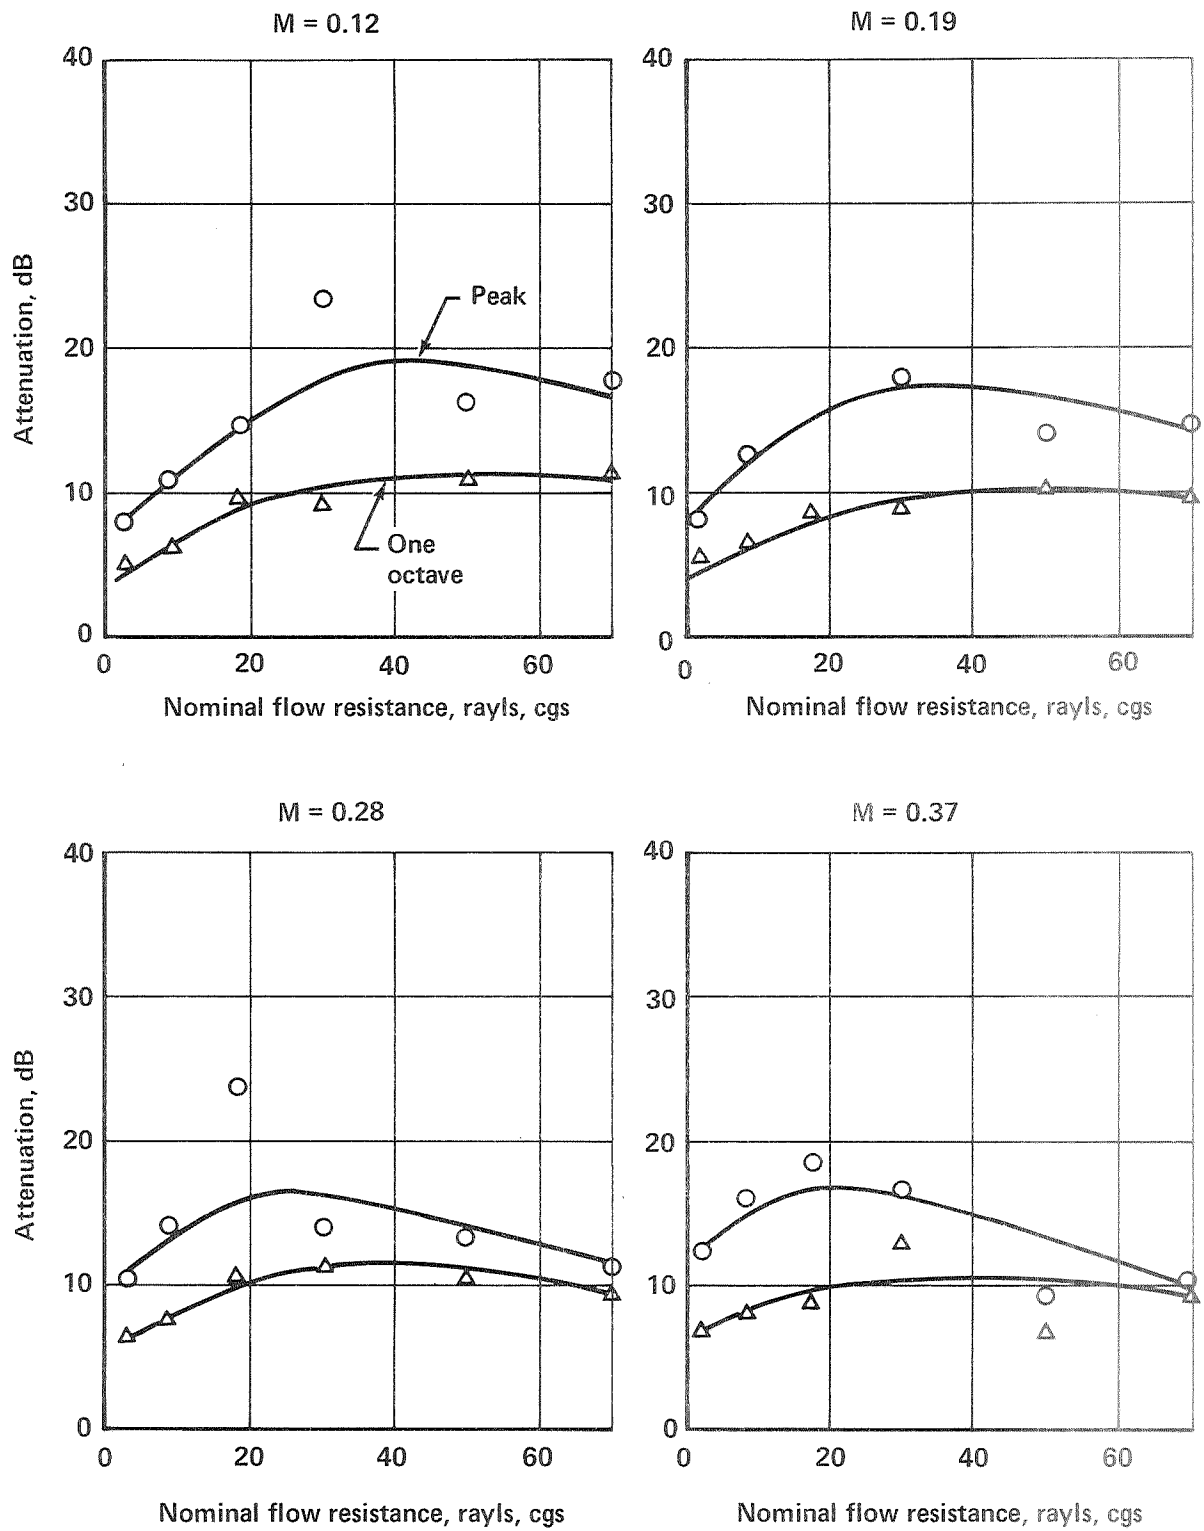 M = 0.12
40
30
20
10
0
Attenuation, dB
Peak
One
octave
0 20 40 60
Nominal flow resistance, rayls, cgs
M = 0.19
40
30
20
10
0
0 20 40 60
Nominal flow resistance, rayls, cgs
M = 0.28
40
30
20
10
0
Attenuation, dB
0 20 40 60
Nominal flow resistance, rayls, cgs
M = 0.37
40
30
20
10
0
0 20 40 60
Nominal flow resistance, rayls, cgs